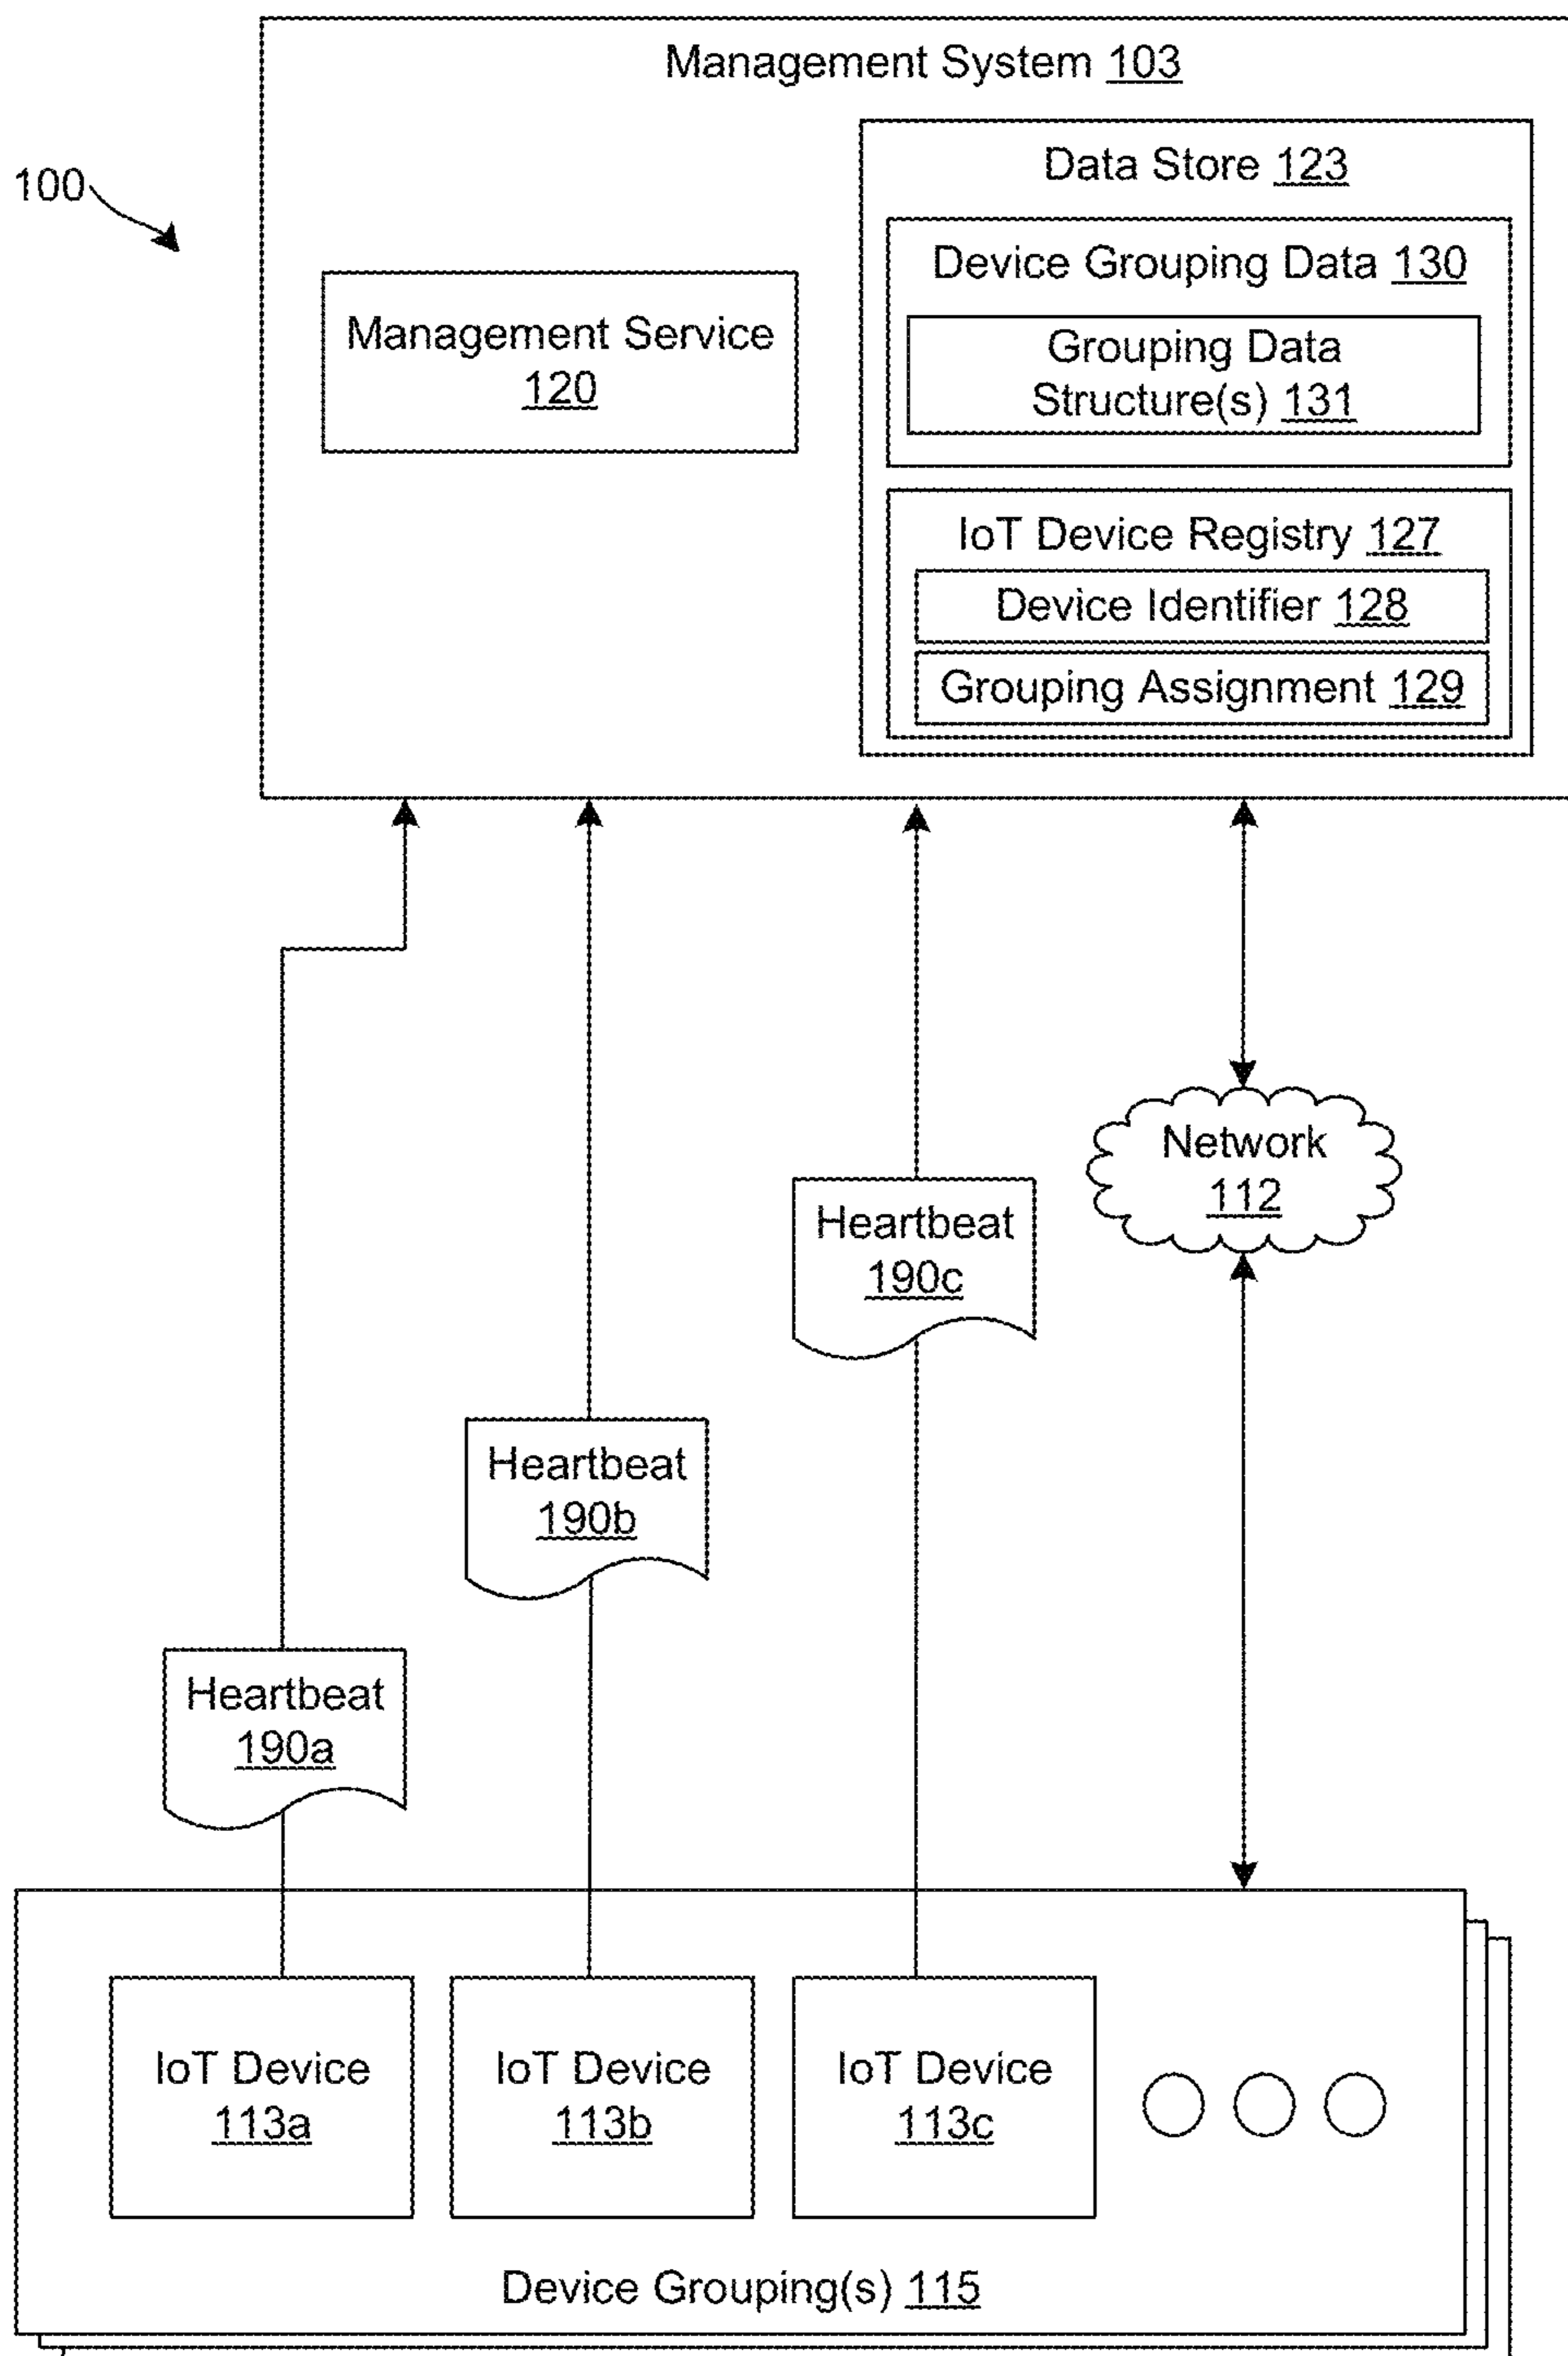 Management System 103
100
Data Store 123
Device Grouping Data 130
Management Service
120
Grouping Data
Structure(s) 131
IoT Device Registry 127
Device Identifier 128
Grouping Assignment 129
Network
112
Heartbeat
190c
Heartbeat
190b
Heartbeat
190a
IoT Device
113a
IoT Device
113b
IoT Device
113c
Device Grouping(s) 115